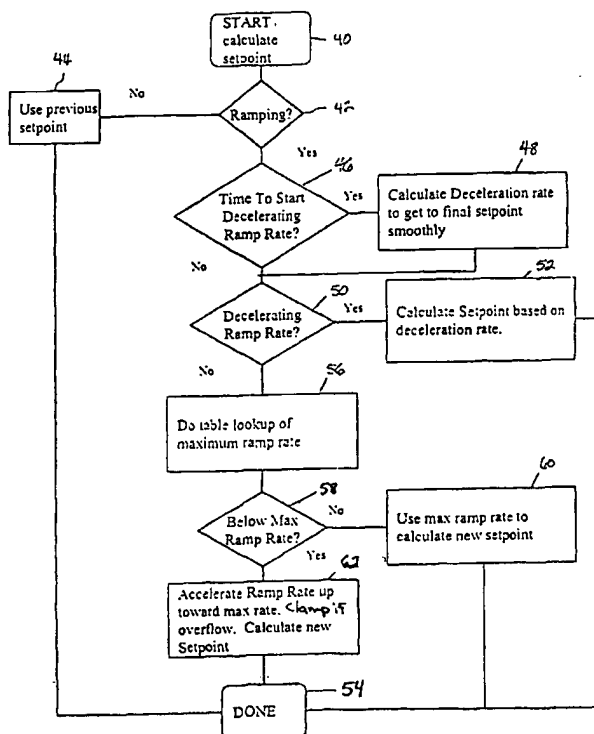 START.
calculate
setpoint
40
44
No
Use previous
setpoint
Ramping?
42
Yes
46
48
Time To Start
Decelerating
Ramp Rate?
Yes
Calculate Deceleration rate
to get to final setpoint
smoothly
No
50
52
Decelerating
Ramp Rate?
Yes
Calculate Setpoint based on
deceleration rate.
No
56
Do table lookup of
maximum ramp rate
58
60
Below Max
Ramp Rate?
No
Use max ramp rate to
calculate new setpoint
Yes
62
Accelerate Ramp Rate up
toward max rate. Clamp if
overflow. Calculate new
Setpoint
54
DONE